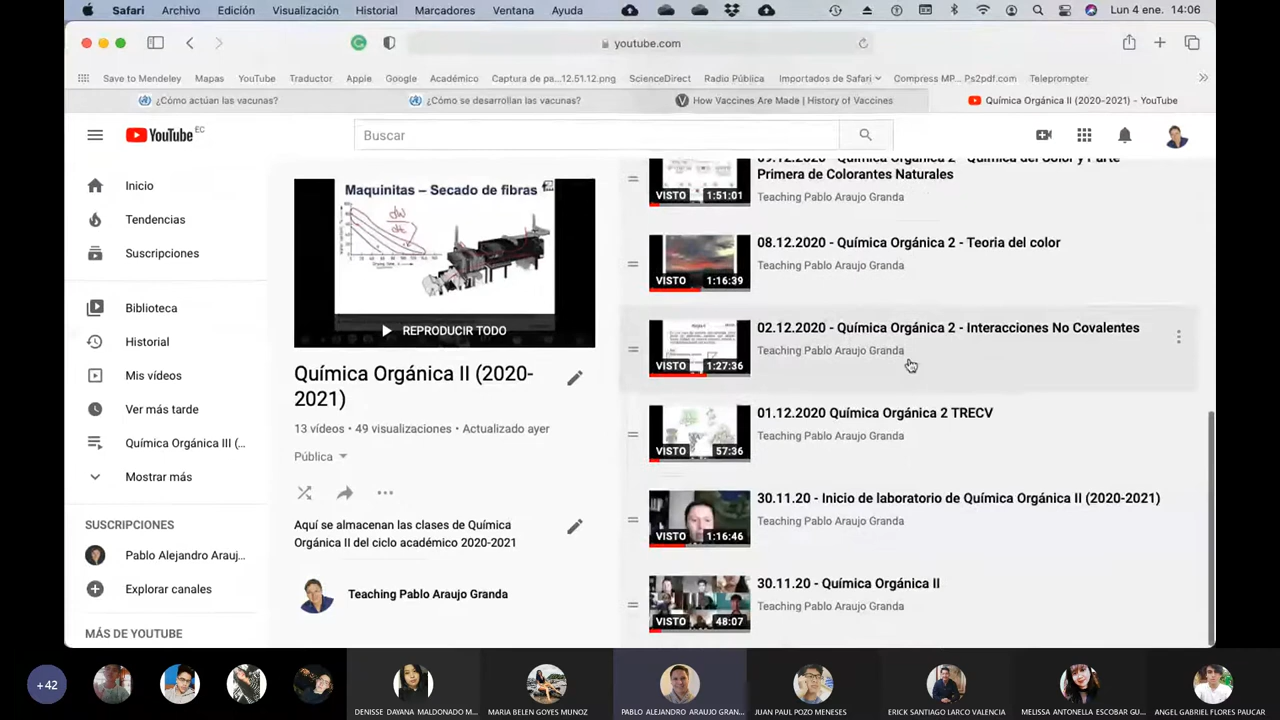 Safari Archivo Edición Visualización Historial Marcadores Ventana Ayuda Lun 4 ene. 14:06
youtube.com
Save to Mendeley Mapas YouTube Traductor Apple Google Académico Captura de pa...12.51.12.png ScienceDirect Radio Pública Importados de Safari Compress MP... Ps2pdf.com Teleprompter
¿Cómo actúan las vacunas? ¿Cómo se desarrollan las vacunas? How Vaccines Are Made | History of Vaccines Química Orgánica II (2020-2021) - YouTube
YouTube EC
Buscar
Inicio
Tendencias
Suscripciones
Biblioteca
Historial
Mis vídeos
Ver más tarde
Química Orgánica III (...
Mostrar más
SUSCRIPCIONES
Pablo Alejandro Arauj...
Explorar canales
MÁS DE YOUTUBE
Maquinitas – Secado de fibras
dw
dt
REPRODUCIR TODO
Química Orgánica II (2020-
2021)
13 vídeos • 49 visualizaciones • Actualizado ayer
Pública
Aquí se almacenan las clases de Química
Orgánica II del ciclo académico 2020-2021
Teaching Pablo Araujo Granda
09.12.2020 - Química Orgánica 2 - Química del Color y Parte
Primera de Colorantes Naturales
Teaching Pablo Araujo Granda
VISTO 1:51:01
08.12.2020 - Química Orgánica 2 - Teoria del color
Teaching Pablo Araujo Granda
VISTO 1:16:39
02.12.2020 - Química Orgánica 2 - Interacciones No Covalentes
Teaching Pablo Araujo Granda
VISTO 1:27:36
01.12.2020 Química Orgánica 2 TRECV
Teaching Pablo Araujo Granda
VISTO 57:36
30.11.20 - Inicio de laboratorio de Química Orgánica II (2020-2021)
Teaching Pablo Araujo Granda
VISTO 1:16:46
30.11.20 - Química Orgánica II
Teaching Pablo Araujo Granda
VISTO 48:07
+42
DENISSE DAYANA MALDONADO M... MARIA BELEN GOYES MUNOZ PABLO ALEJANDRO ARAUJO GRAN... JUAN PAUL POZO MENESES ERICK SANTIAGO LARCO VALENCIA MELISSA ANTONELLA ESCOBAR GU... ANGEL GABRIEL FLORES PAUCAR